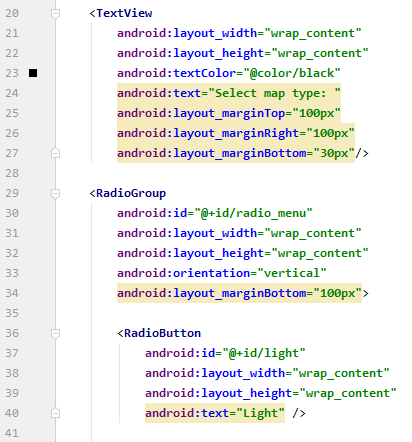 20 <TextView
21 android:layout_width="wrap_content"
22 android:layout_height="wrap_content"
23 android:textColor="@color/black"
24 android:text="Select map type: "
25 android:layout_marginTop="100px"
26 android:layout_marginRight="100px"
27 android:layout_marginBottom="30px"/>
28
29 <RadioGroup
30 android:id="@+id/radio_menu"
31 android:layout_width="wrap_content"
32 android:layout_height="wrap_content"
33 android:orientation="vertical"
34 android:layout_marginBottom="100px">
35
36 <RadioButton
37 android:id="@+id/light"
38 android:layout_width="wrap_content"
39 android:layout_height="wrap_content"
40 android:text="Light" />
41